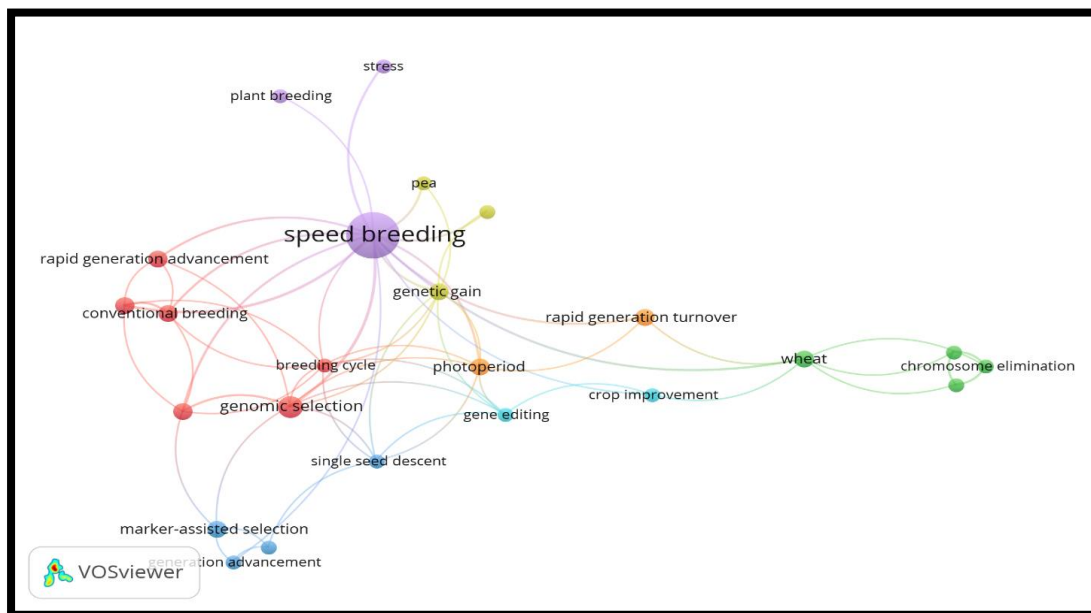 stress
plant breeding
pea
speed breeding
rapid generation advancement
genetic gain
conventional breeding
rapid generation turnover
wheat
breeding cycle
photoperiod
chromosome elimination
crop improvement
genomic selection
gene editing
single seed descent
marker-assisted selection
generation advancement
VOSviewer